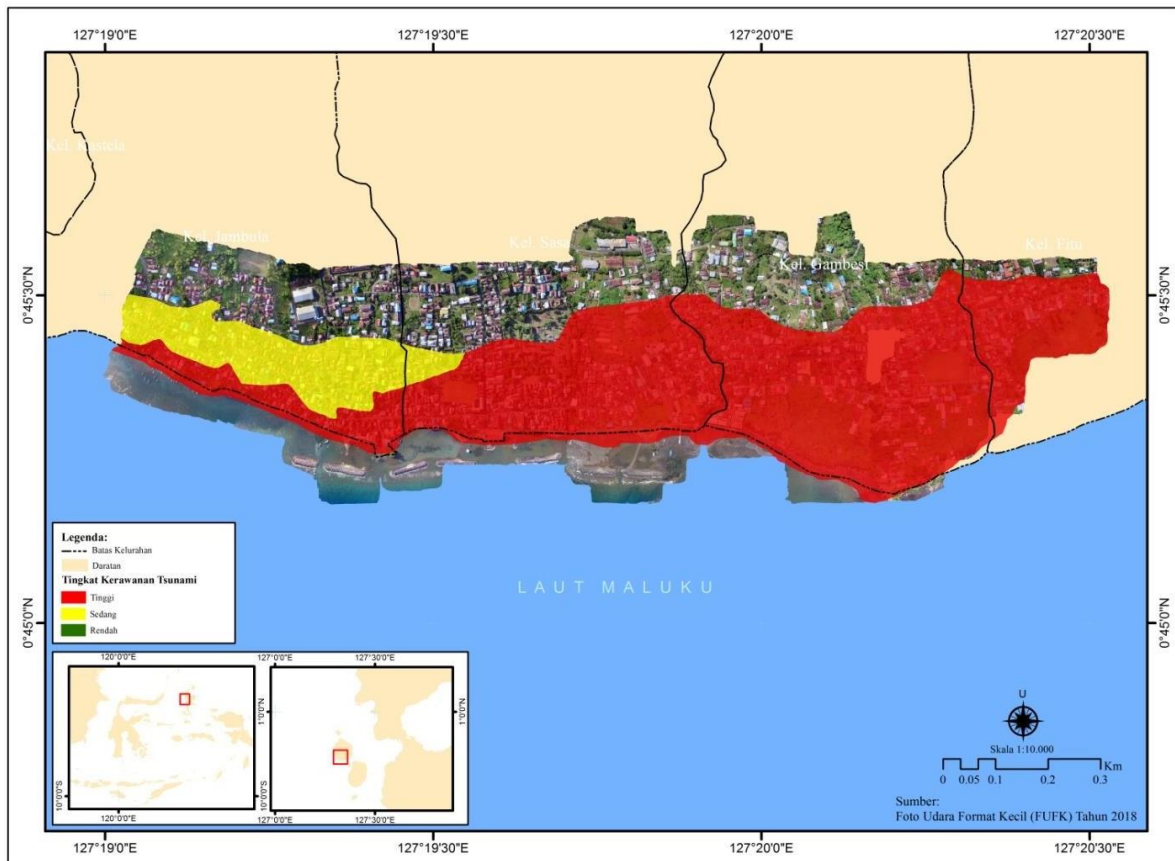 127°19'0"E 127°19'30"E 127°20'0"E 127°20'30"E
Kel. Kastela
Kel. Jambula
Kel. Sasa
Kel. Gambesi
Kel. Fitu
0°45'30"N
0°45'30"N
LAUT MALUKU
0°45'0"N
0°45'0"N
Legenda:
Batas Kelurahan
Daratan
Tingkat Kerawanan Tsunami
Tinggi
Sedang
Rendah
120°0'0"E
10°0'0"S
10°0'0"S
120°0'0"E
127°0'0"E 127°30'0"E
1°0'0"N
1°0'0"N
127°0'0"E 127°30'0"E
U
Skala 1:10.000
Km
0 0.05 0.1 0.2 0.3
Sumber:
Foto Udara Format Kecil (FUFK) Tahun 2018
127°19'0"E 127°19'30"E 127°20'0"E 127°20'30"E